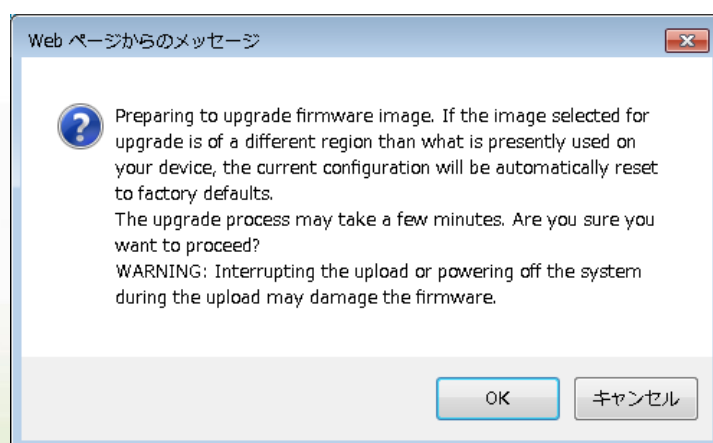 Web ページからのメッセージ
Preparing to upgrade firmware image. If the image selected for
upgrade is of a different region than what is presently used on
your device, the current configuration will be automatically reset
to factory defaults.
The upgrade process may take a few minutes. Are you sure you
want to proceed?
WARNING: Interrupting the upload or powering off the system
during the upload may damage the firmware.
OK
キャンセル